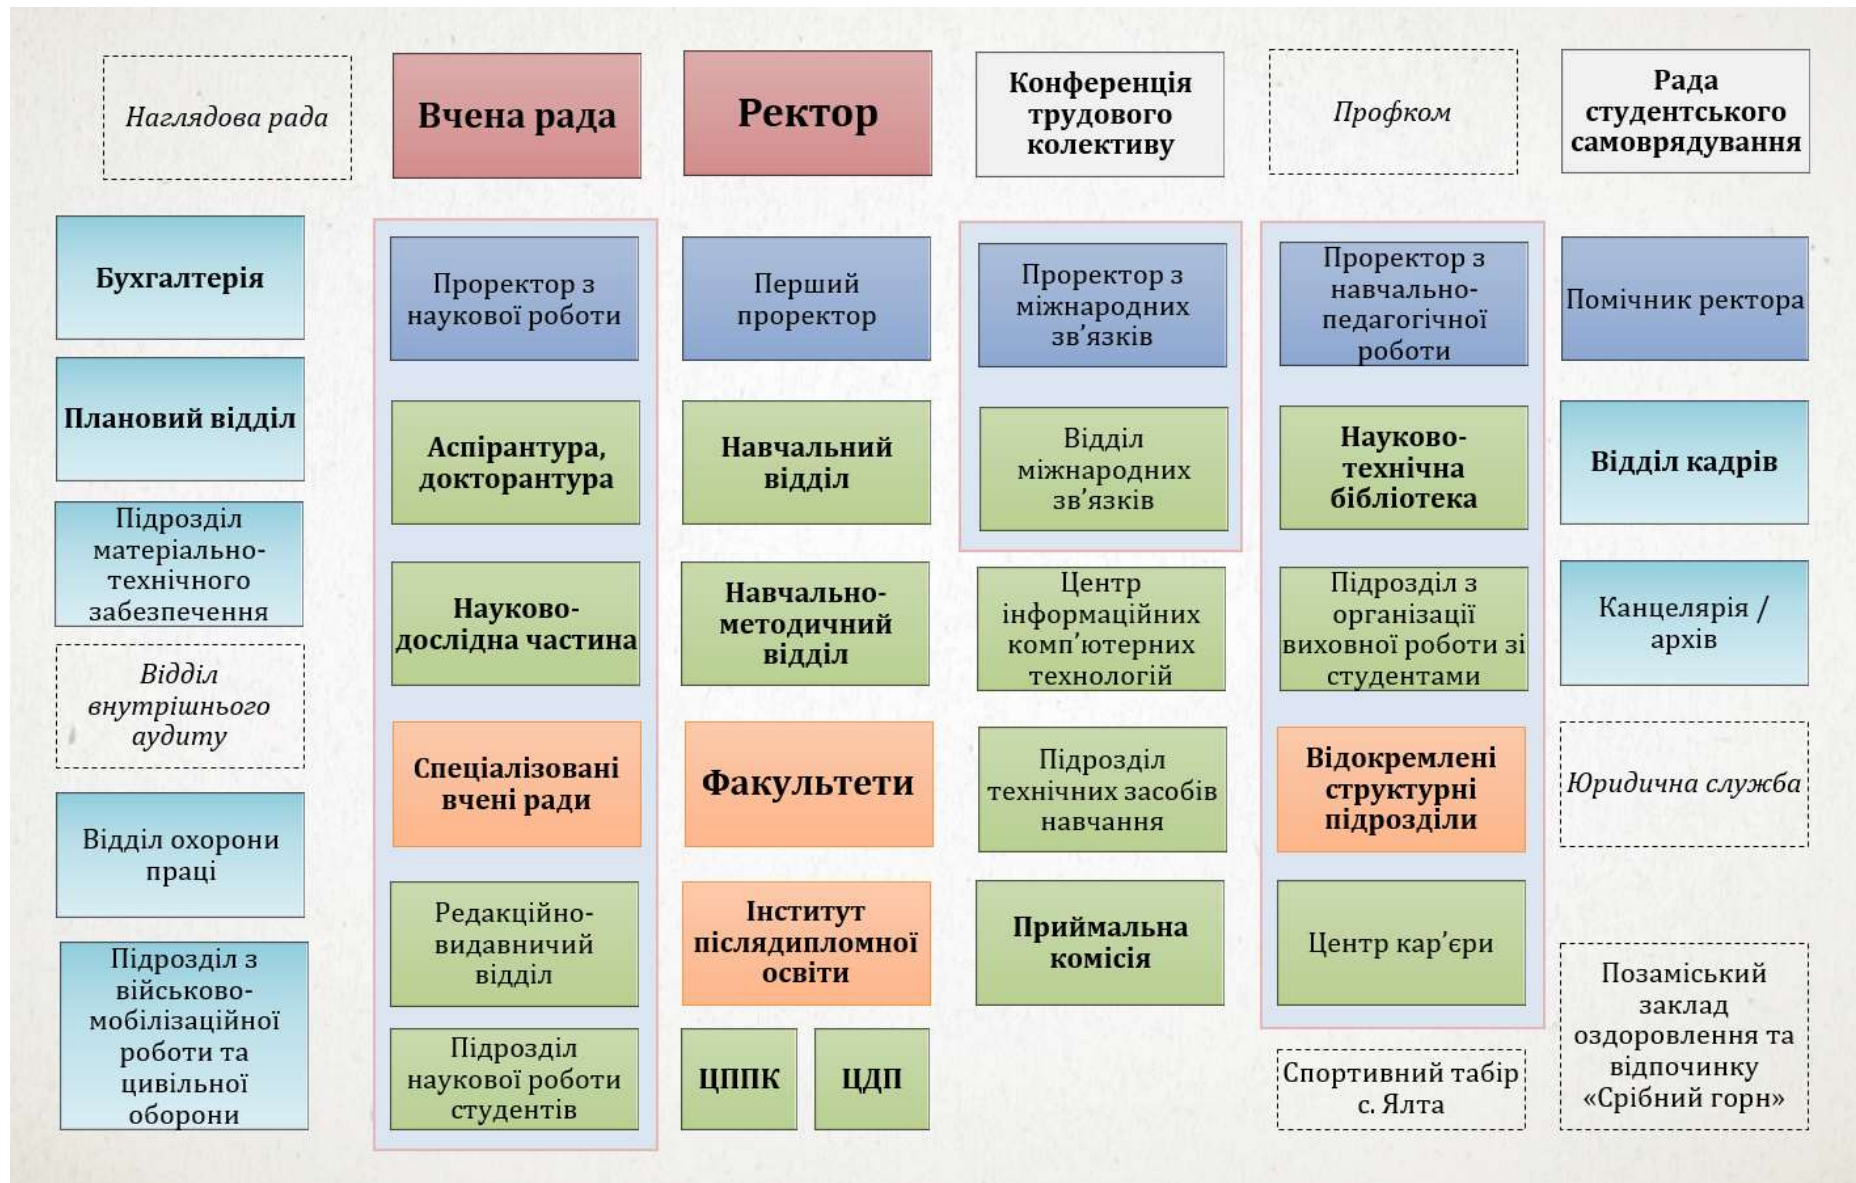 Наглядова рада
Вчена рада
Ректор
Конференція
трудового
колективу
Профком
Рада
студентського
самоврядування
Бухгалтерія
Плановий відділ
Підрозділ
матеріально-
технічного
забезпечення
Відділ
внутрішнього
аудиту
Відділ охорони
праці
Підрозділ з
військово-
мобілізаційної
роботи та
цивільної
оборони
Проректор з
наукової роботи
Аспірантура,
докторантура
Науково-
дослідна частина
Спеціалізовані
вчені ради
Редакційно-
видавничий
відділ
Підрозділ
наукової роботи
студентів
Перший
проректор
Навчальний
відділ
Навчально-
методичний
відділ
Факультети
Інститут
післядипломної
освіти
ЦППК
ЦДП
Проректор з
міжнародних
зв’язків
Відділ
міжнародних
зв’язків
Центр
інформаційних
комп’ютерних
технологій
Підрозділ
технічних засобів
навчання
Приймальна
комісія
Проректор з
навчально-
педагогічної
роботи
Науково-
технічна
бібліотека
Підрозділ з
організації
виховної роботи зі
студентами
Відокремлені
структурні
підрозділи
Центр кар’єри
Спортивний табір
с. Ялта
Помічник ректора
Відділ кадрів
Канцелярія /
архів
Юридична служба
Позаміський
заклад
оздоровлення та
відпочинку
«Срібний горн»